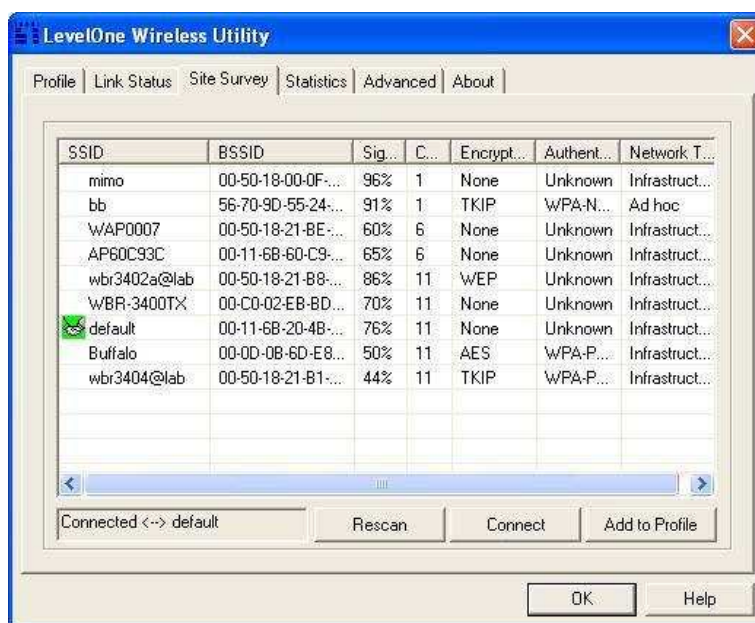 LevelOne Wireless Utility
Profile Link Status Site Survey Statistics Advanced About
SSID BSSID Sig... C... Encrypt... Authent... Network T...
mimo 00-50-18-00-0F-... 96% 1 None Unknown Infrastruct...
bb 56-70-9D-55-24-... 91% 1 TKIP WPA-N... Ad hoc
WAP0007 00-50-18-21-BE-... 60% 6 None Unknown Infrastruct...
AP60C93C 00-11-6B-60-C9-... 65% 6 None Unknown Infrastruct...
wbr3402a@lab 00-50-18-21-B8-... 86% 11 WEP Unknown Infrastruct...
WBR-3400TX 00-C0-02-EB-BD... 70% 11 None Unknown Infrastruct...
default 00-11-6B-20-4B-... 76% 11 None Unknown Infrastruct...
Buffalo 00-0D-0B-6D-E8... 50% 11 AES WPA-P... Infrastruct...
wbr3404@lab 00-50-18-21-B1-... 44% 11 TKIP WPA-P... Infrastruct...
Connected <--> default Rescan Connect Add to Profile
OK Help